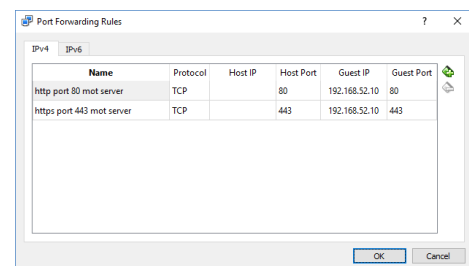 Port Forwarding Rules ? ×
IPv4 IPv6
Name Protocol Host IP Host Port Guest IP Guest Port
http port 80 mot server TCP 80 192.168.52.10 80
https port 443 mot server TCP 443 192.168.52.10 443
OK Cancel